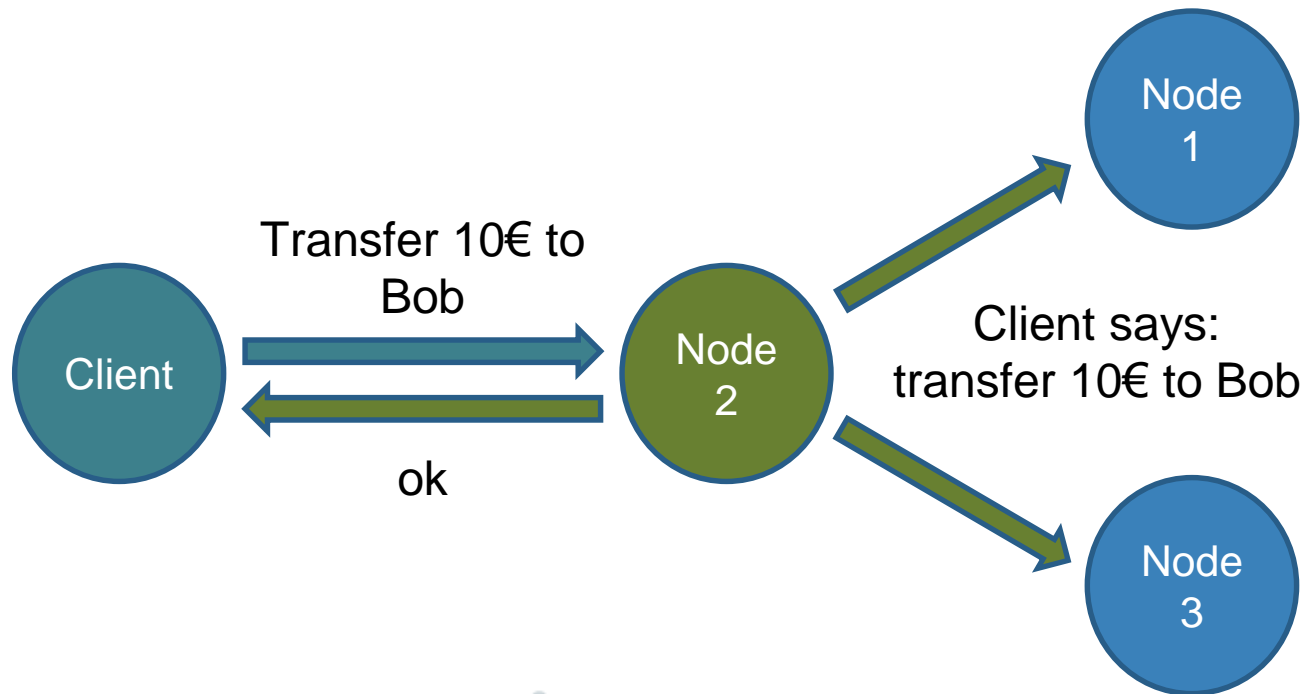 Node
1
Transfer 10€ to
Bob
Client says:
transfer 10€ to Bob
Client
Node
2
ok
Node
3